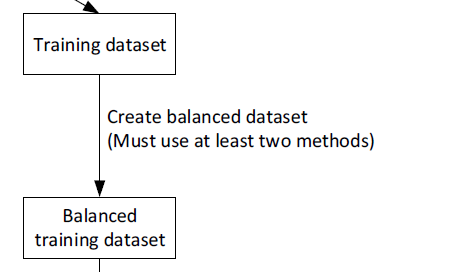 Training dataset
Create balanced dataset
(Must use at least two methods)
Balanced
training dataset